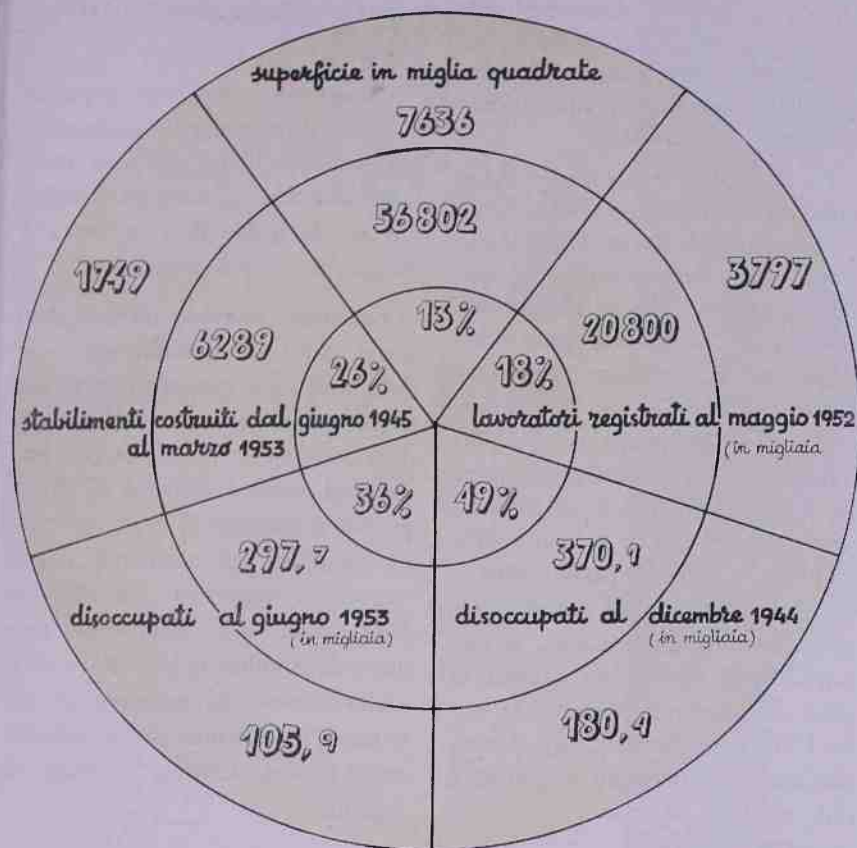 superficie in miglia quadrate
7636
56802
13%
1749
6289
26%
stabilimenti costruiti dal giugno 1945
al marzo 1953
3797
20800
18%
lavoratori registrati al maggio 1952
(in migliaia
36%
297,7
disoccupati al giugno 1953
(in migliaia)
105,9
49%
370,1
disoccupati al dicembre 1944
(in migliaia)
180,4